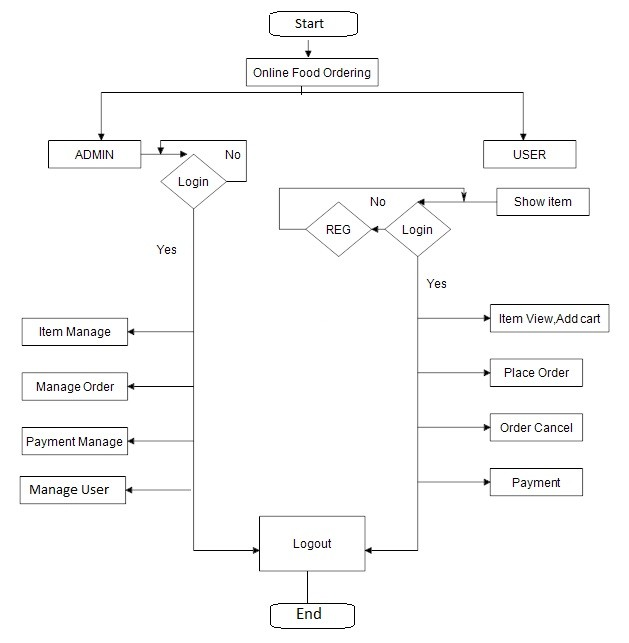 Start
Online Food Ordering
ADMIN
No
USER
Login
No
Show item
REG
Login
Yes
Yes
Item Manage
Item View,Add cart
Manage Order
Place Order
Payment Manage
Order Cancel
Manage User
Payment
Logout
End